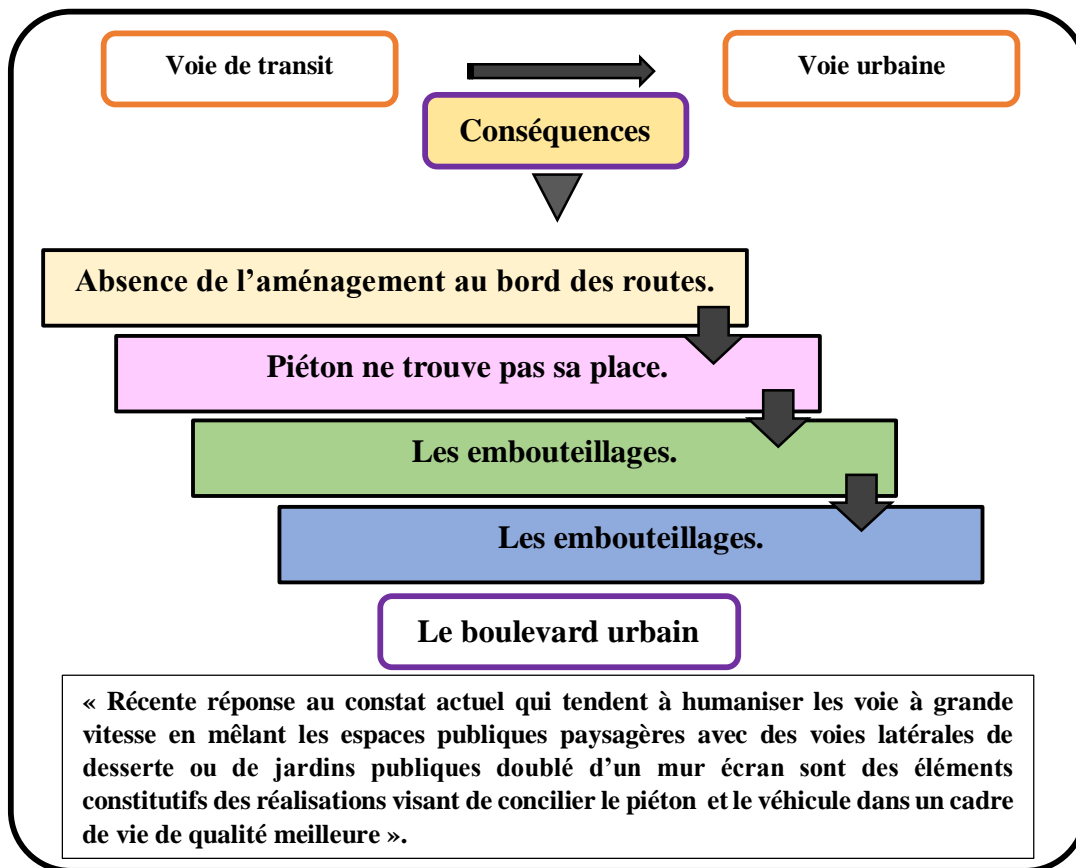 Voie de transit
Voie urbaine
Conséquences
Absence de l'aménagement au bord des routes.
Piéton ne trouve pas sa place.
Les embouteillages.
Les embouteillages.
Le boulevard urbain
« Récente réponse au constat actuel qui tendent à humaniser les voie à grande
vitesse en mêlant les espaces publiques paysagères avec des voies latérales de
desserte ou de jardins publiques doublé d'un mur écran sont des éléments
constitutifs des réalisations visant de concilier le piéton et le véhicule dans un cadre
de vie de qualité meilleure ».